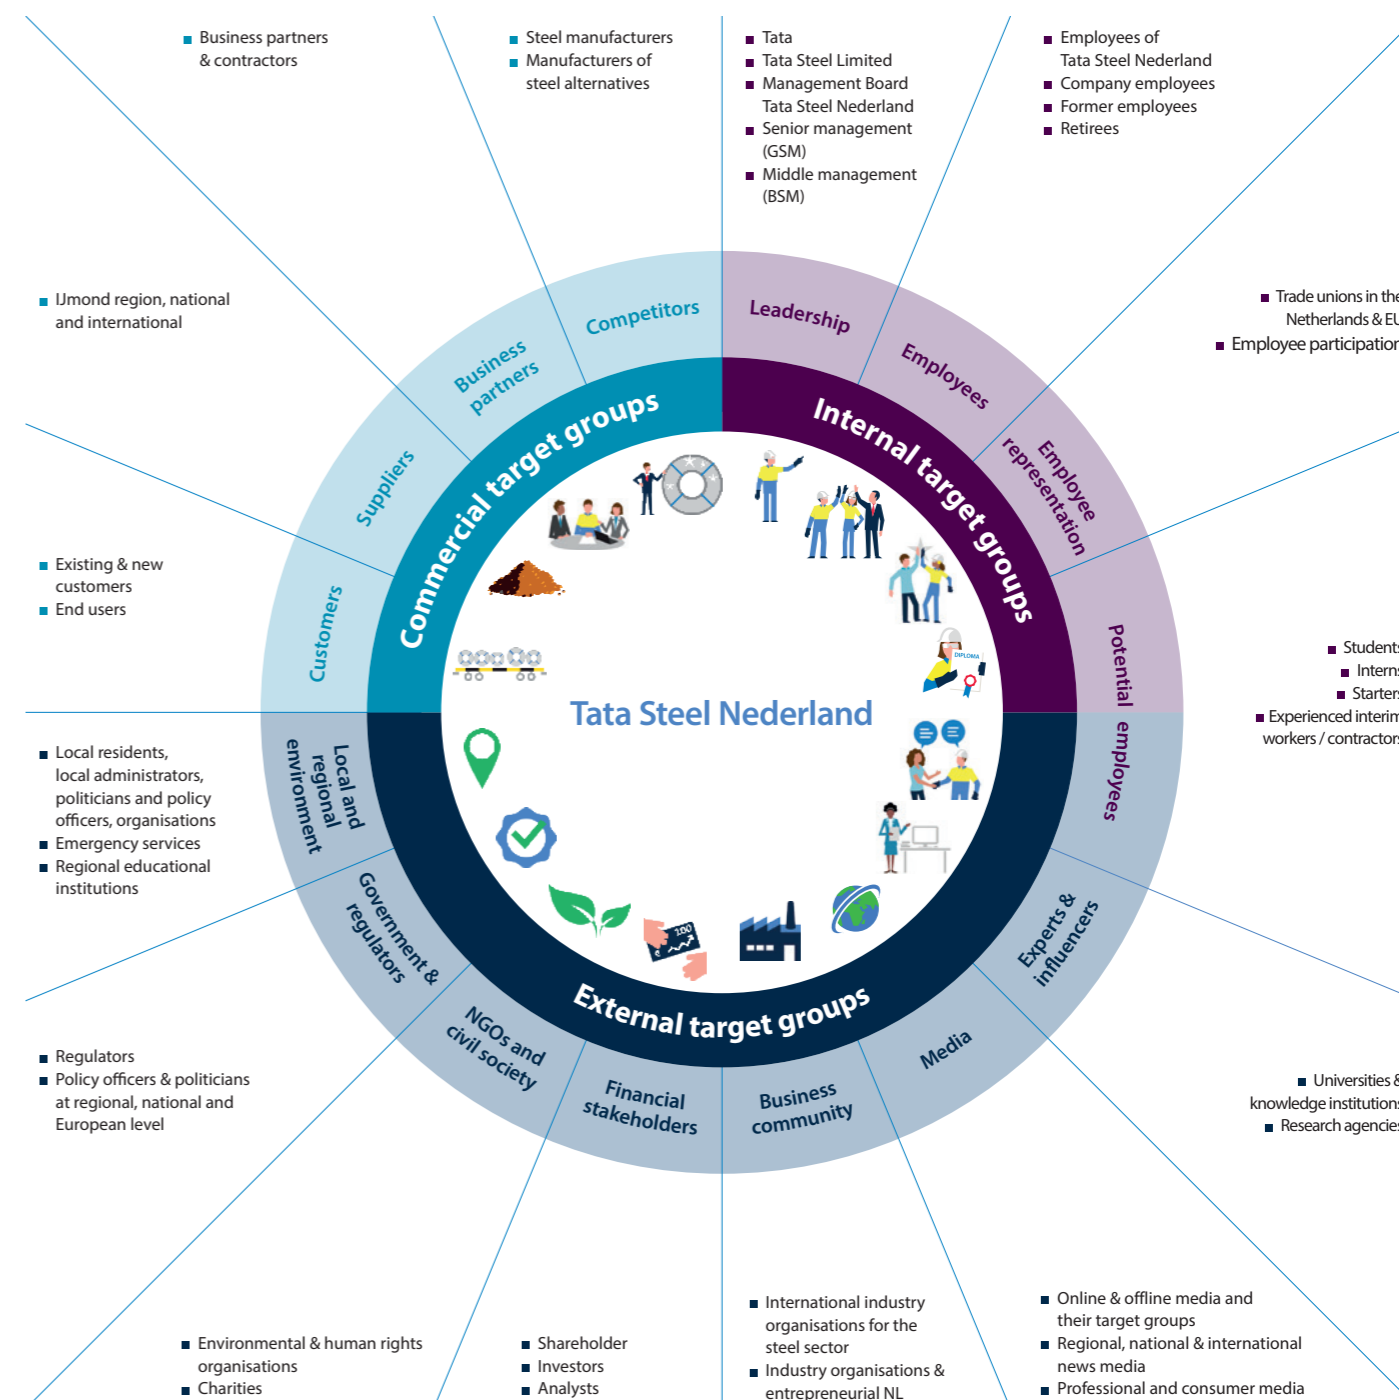 Business partners
& contractors
Steel manufacturers
Manufacturers of
steel alternatives
Tata
Tata Steel Limited
Management Board
Tata Steel Nederland
Senior management
(GSM)
Middle management
(BSM)
Employees of
Tata Steel Nederland
Company employees
Former employees
Retirees
IJmond region, national
and international
Trade unions in the
Netherlands & EU
Employee participation
Existing & new
customers
End users
Students
Interns
Starters
Experienced interim
workers / contractors
Competitors
Business
partners
Suppliers
Customers
Commercial target groups
Leadership
Employees
Employee
representation
Potential employees
Internal target groups
DIPLOMA
Tata Steel Nederland
100
Local and
regional
environment
Government &
regulators
NGOs and
civil society
Financial
stakeholders
Business
community
Media
Experts &
influencers
External target groups
Local residents,
local administrators,
politicians and policy
officers, organisations
Emergency services
Regional educational
institutions
Regulators
Policy officers & politicians
at regional, national and
European level
Universities &
knowledge institutions
Research agencies
Environmental & human rights
organisations
Charities
Shareholder
Investors
Analysts
International industry
organisations for the
steel sector
Industry organisations &
entrepreneurial NL
Online & offline media and
their target groups
Regional, national & international
news media
Professional and consumer media